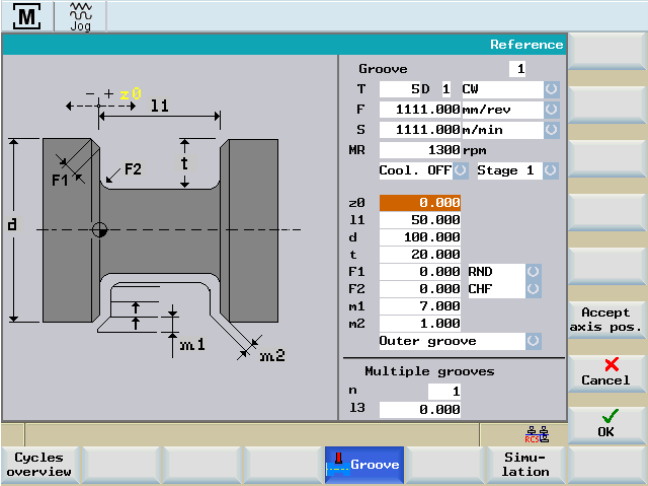 M
Jog
Reference
- + z0
l1
t
F1
F2
d
m1
m2
Groove 1
T 5 D 1 CW
F 1111.000 mm/rev
S 1111.000 m/min
MR 1300 rpm
Cool. OFF Stage 1
z0 0.000
l1 50.000
d 100.000
t 20.000
F1 0.000 RND
F2 0.000 CHF
m1 7.000
m2 1.000
Outer groove
Multiple grooves
n 1
l3 0.000
Accept
axis pos.
Cancel
OK
RCS
Cycles
overview
Groove
Simu-
lation